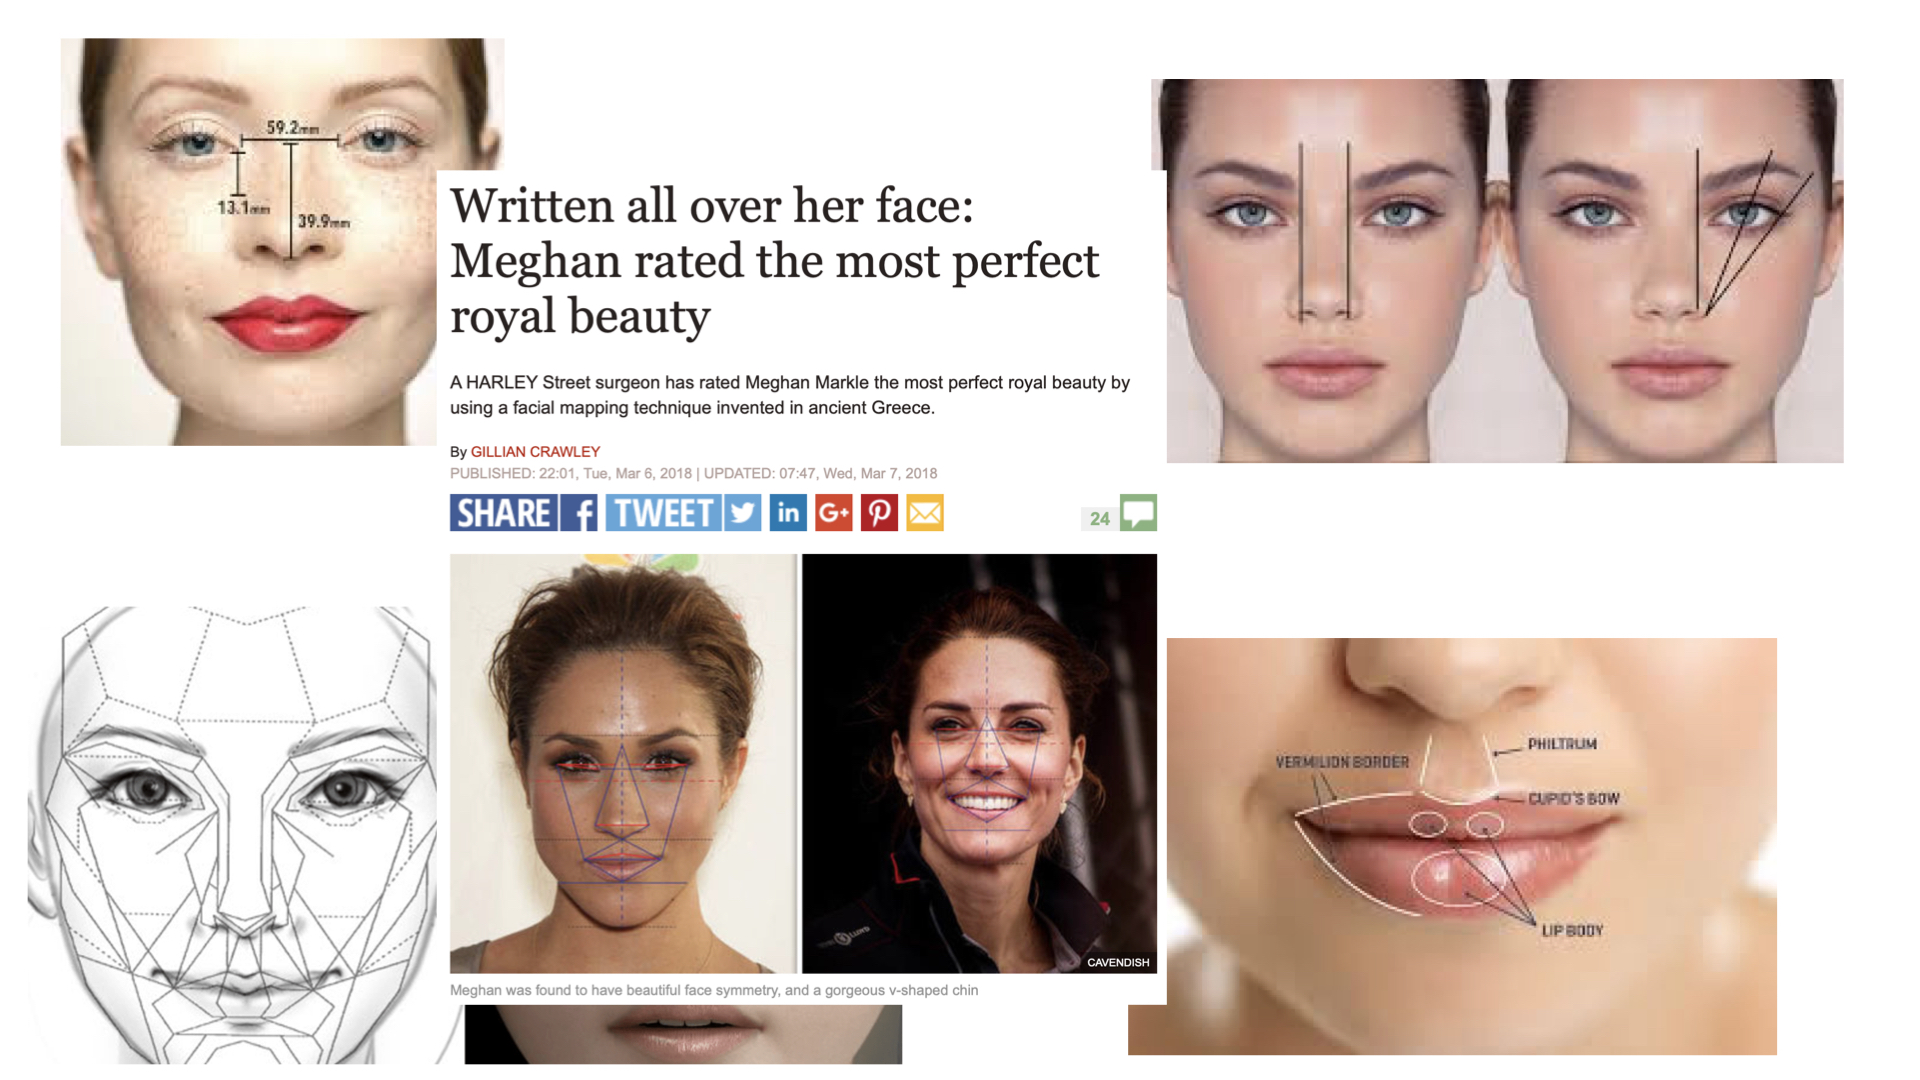 59.2mm
13.1mm
39.9mm
Written all over her face:
Meghan rated the most perfect
royal beauty
A HARLEY Street surgeon has rated Meghan Markle the most perfect royal beauty by
using a facial mapping technique invented in ancient Greece.
By GILLIAN CRAWLEY
PUBLISHED: 22:01, Tue, Mar 6, 2018 | UPDATED: 07:47, Wed, Mar 7, 2018
SHARE f TWEET in G+
24
CAVENDISH
Meghan was found to have beautiful face symmetry, and a gorgeous v-shaped chin
PHILTRUM
VERMILION BORDER
CUPID'S BOW
LIP BODY